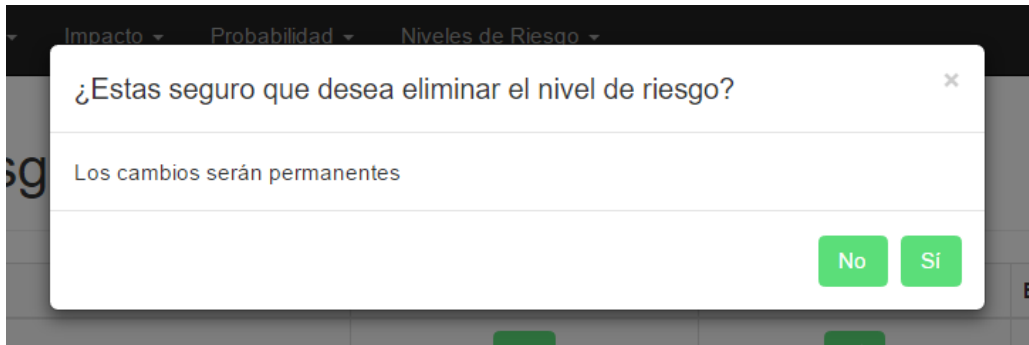 Impacto Probabilidad Niveles de Riesgo
¿Estas seguro que desea eliminar el nivel de riesgo?
×
Los cambios serán permanentes
No Sí